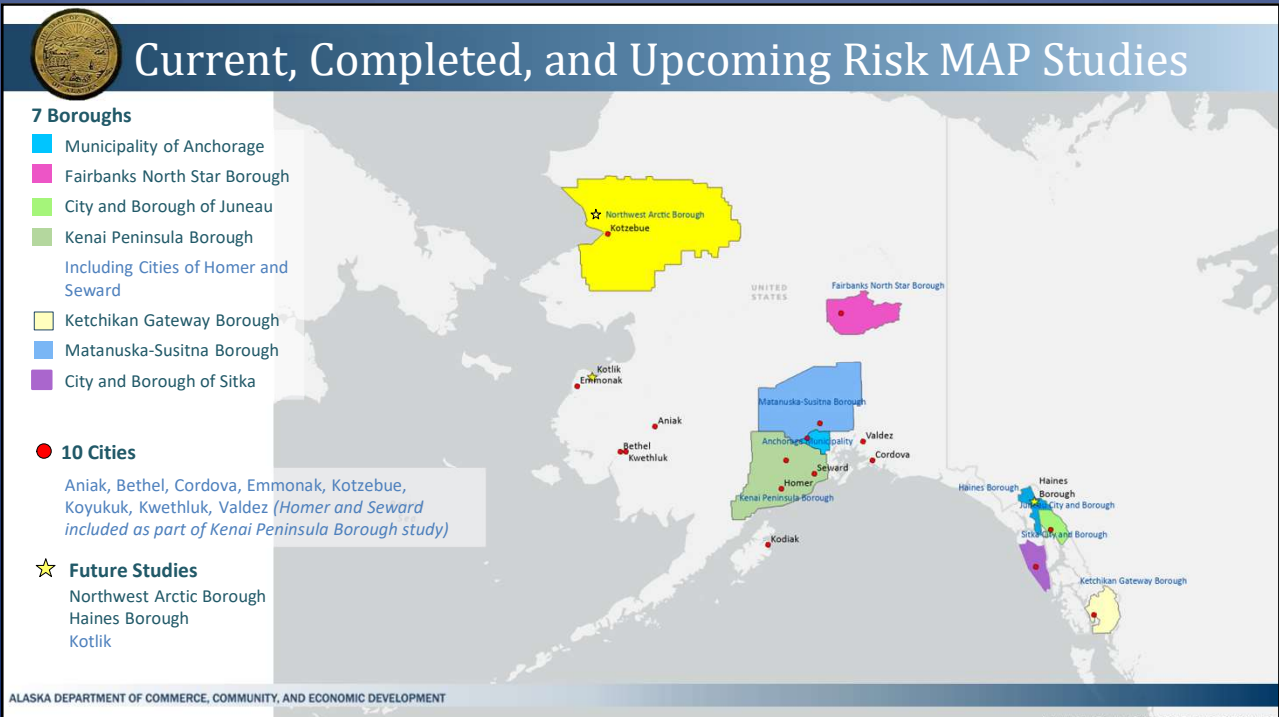 Current, Completed, and Upcoming Risk MAP Studies
7 Boroughs
Municipality of Anchorage
Fairbanks North Star Borough
City and Borough of Juneau
Kenai Peninsula Borough
Including Cities of Homer and
Seward
Ketchikan Gateway Borough
Matanuska-Susitna Borough
City and Borough of Sitka
10 Cities
Aniak, Bethel, Cordova, Emmonak, Kotzebue,
Koyukuk, Kwethluk, Valdez (Homer and Seward
included as part of Kenai Peninsula Borough study)
Future Studies
Northwest Arctic Borough
Haines Borough
Kotlik
Northwest Arctic Borough
Kotzebue
UNITED
STATES
Fairbanks North Star Borough
Kotlik
Emmonak
Aniak
Bethel
Kwethluk
Matanuska-Susitna Borough
Anchorage Municipality
Valdez
Cordova
Seward
Homer
Kenai Peninsula Borough
Kodiak
Haines Borough
Haines
Borough
Juneau City and Borough
Sitka City and Borough
Ketchikan Gateway Borough
ALASKA DEPARTMENT OF COMMERCE, COMMUNITY, AND ECONOMIC DEVELOPMENT